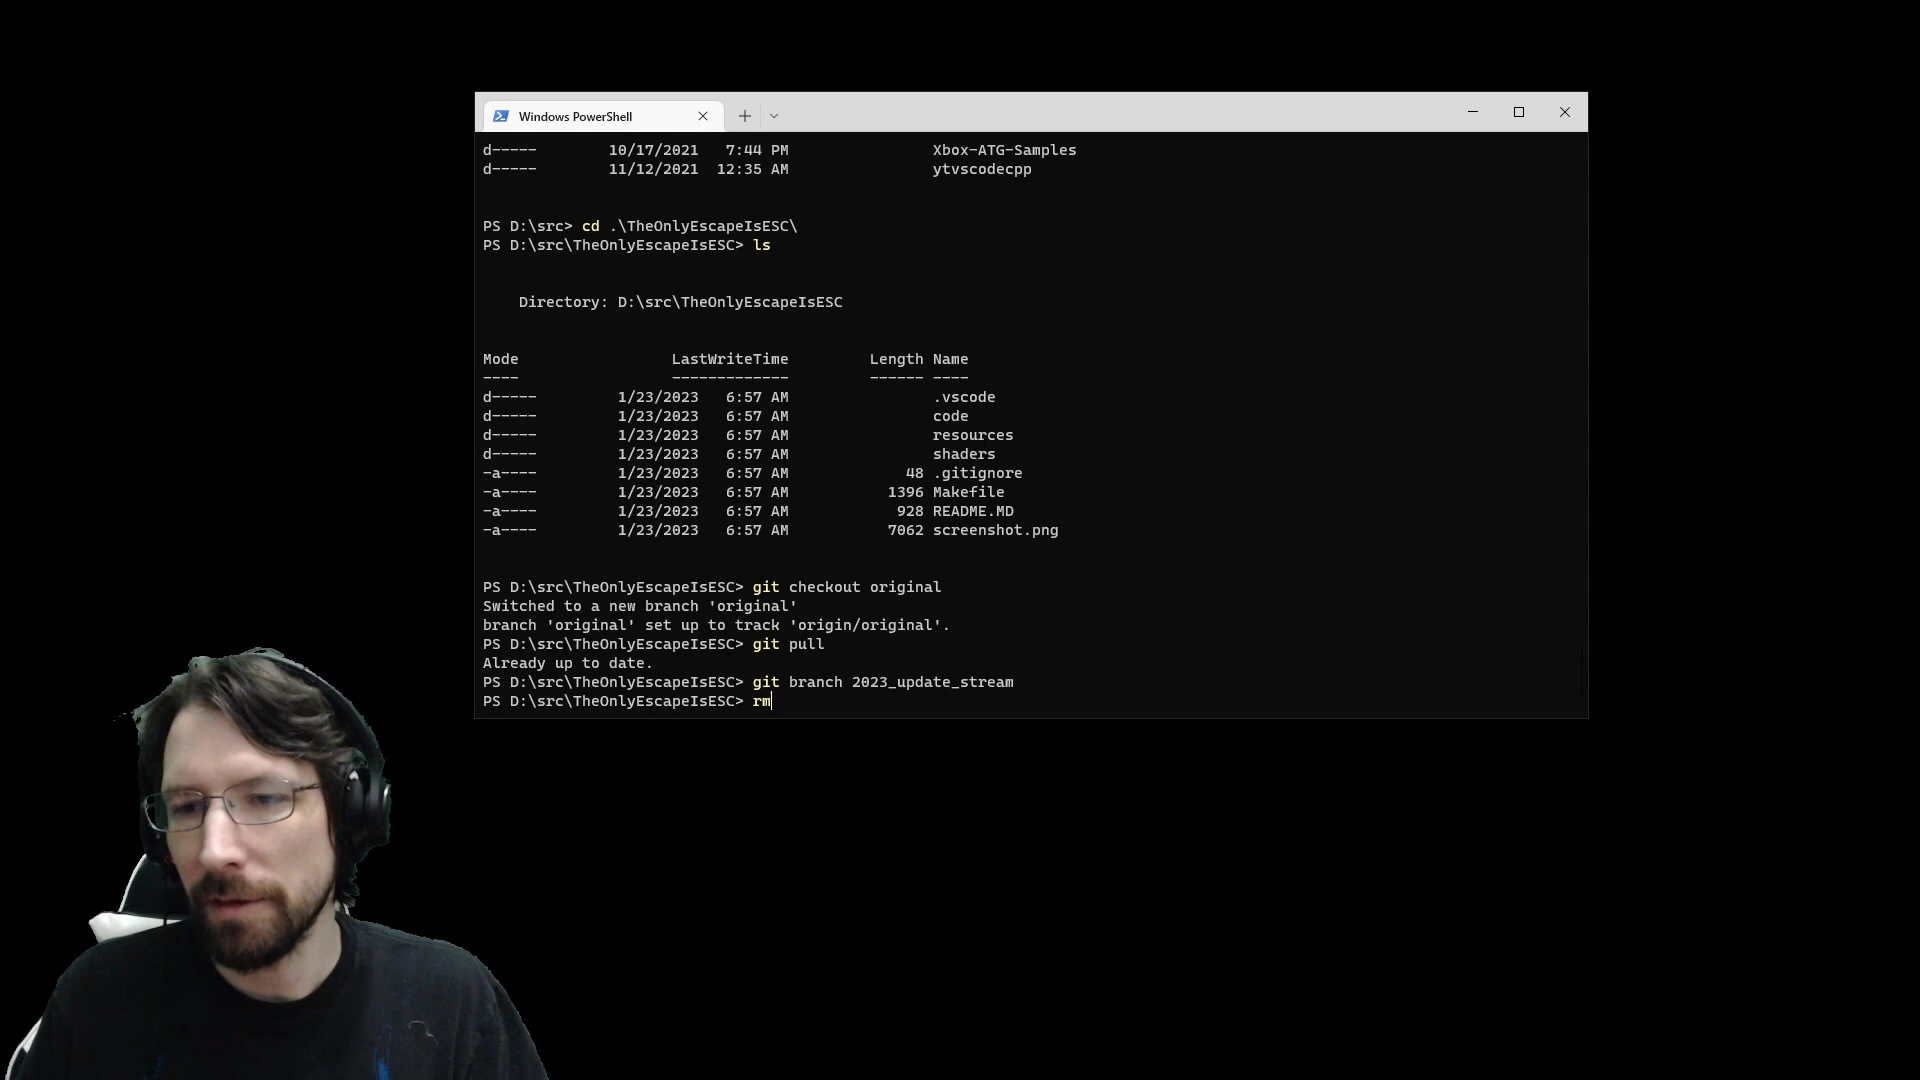 Windows PowerShell
d-----        10/17/2021   7:44 PM                Xbox-ATG-Samples
d-----        11/12/2021  12:35 AM                ytvscodecpp
PS D:\src> cd .\TheOnlyEscapeIsESC\
PS D:\src\TheOnlyEscapeIsESC> ls
    Directory: D:\src\TheOnlyEscapeIsESC
Mode                 LastWriteTime         Length Name
----                 -------------         ------ ----
d-----         1/23/2023   6:57 AM                .vscode
d-----         1/23/2023   6:57 AM                code
d-----         1/23/2023   6:57 AM                resources
d-----         1/23/2023   6:57 AM                shaders
-a----         1/23/2023   6:57 AM             48 .gitignore
-a----         1/23/2023   6:57 AM           1396 Makefile
-a----         1/23/2023   6:57 AM            928 README.MD
-a----         1/23/2023   6:57 AM           7062 screenshot.png
PS D:\src\TheOnlyEscapeIsESC> git checkout original
Switched to a new branch 'original'
branch 'original' set up to track 'origin/original'.
PS D:\src\TheOnlyEscapeIsESC> git pull
Already up to date.
PS D:\src\TheOnlyEscapeIsESC> git branch 2023_update_stream
PS D:\src\TheOnlyEscapeIsESC> rm